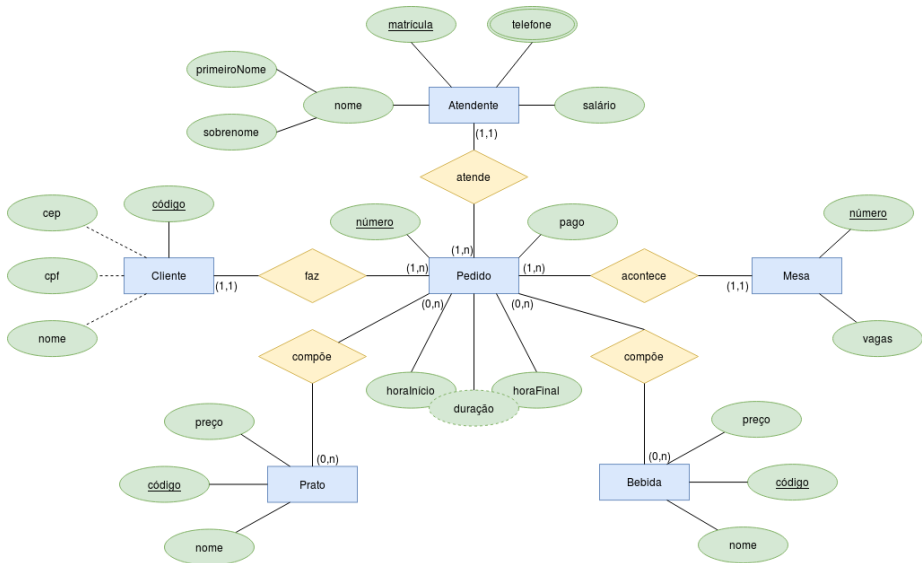 matrícula
telefone
primeiroNome
nome
Atendente
salário
sobrenome
(1,1)
atende
código
cep
número
pago
número
(1,n)
Cliente
faz
(1,n)
Pedido
(1,n)
acontece
Mesa
cpf
(1,1)
(1,1)
(0,n)
(0,n)
nome
vagas
compõe
compõe
horaInício
horaFinal
duração
preço
preço
(0,n)
(0,n)
código
Prato
Bebida
código
nome
nome